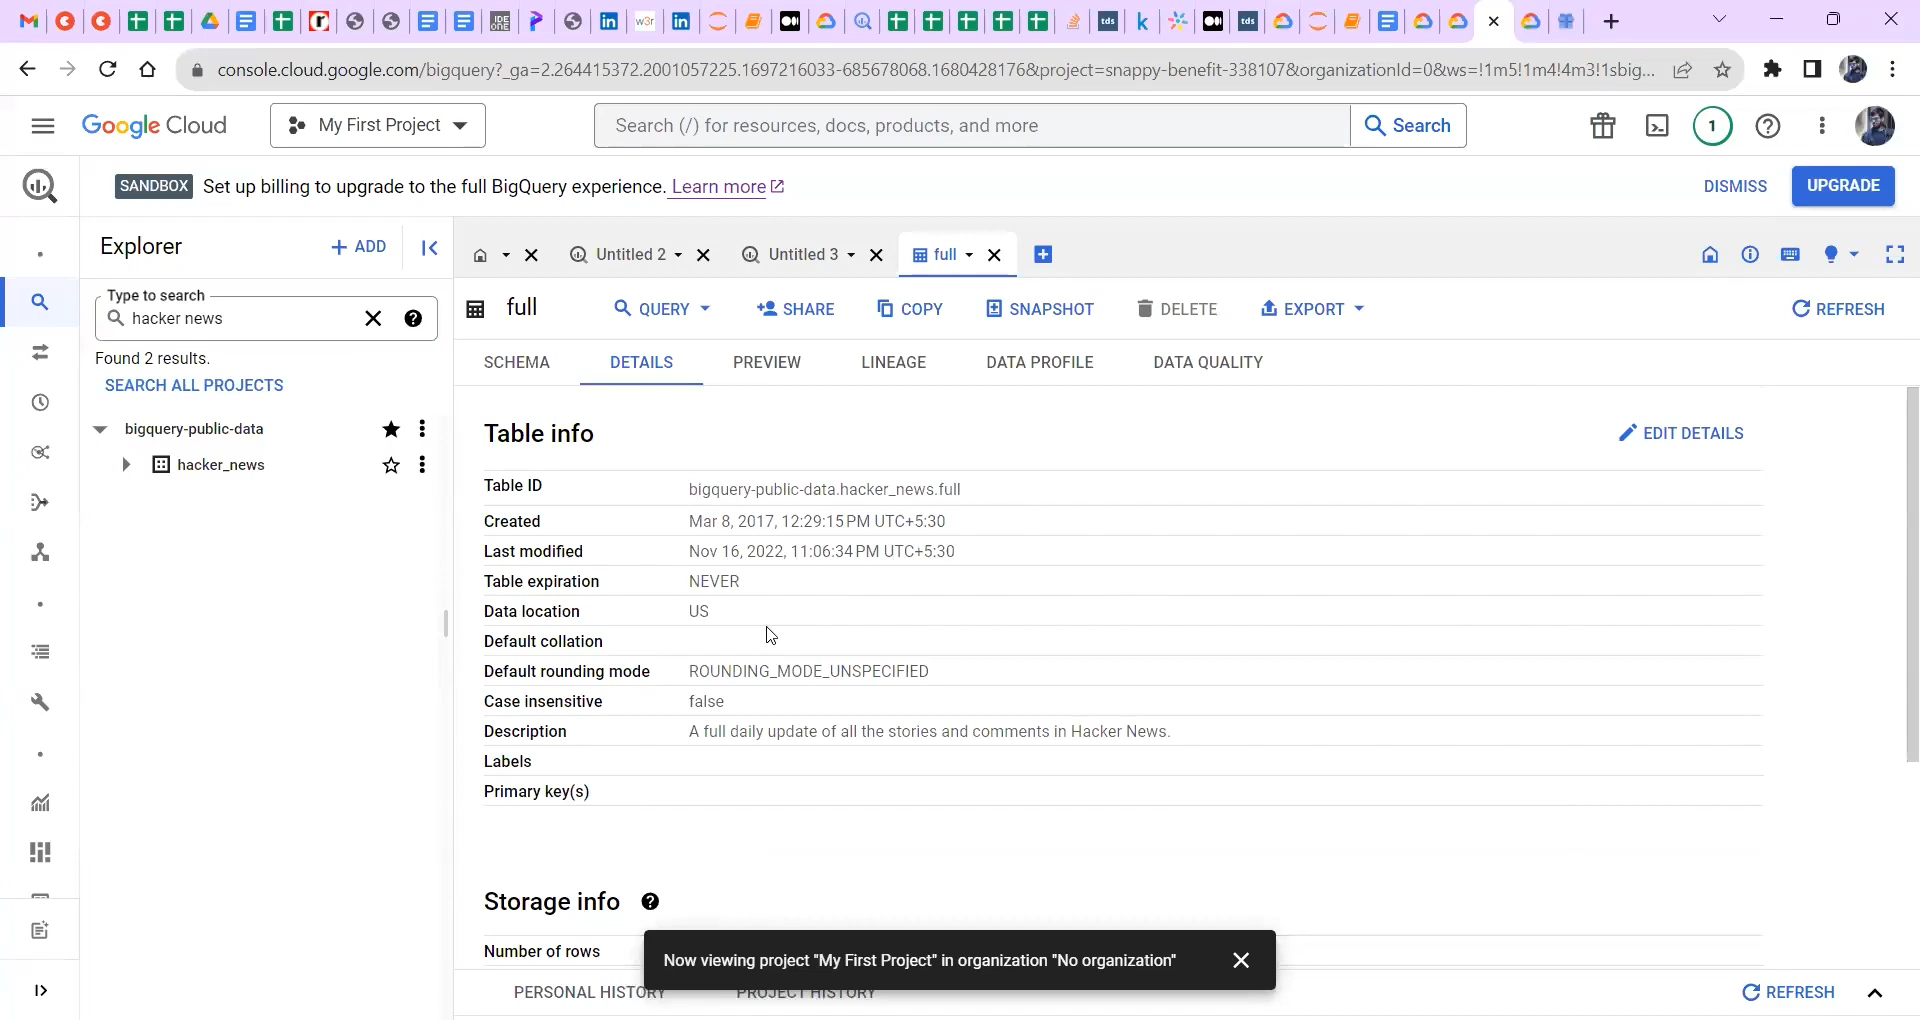 console.cloud.google.com/bigquery?_ga=2.264415372.2001057225.1697216033-685678068.1680428176&project=snappy-benefit-338107&organizationId=0&ws=!1m5!1m4!4m3!1sbig...
Google Cloud
My First Project
Search (/) for resources, docs, products, and more
Search
1
SANDBOX Set up billing to upgrade to the full BigQuery experience. Learn more
DISMISS
UPGRADE
Explorer
+ ADD
Untitled 2
Untitled 3
full
Type to search
hacker news
Found 2 results.
SEARCH ALL PROJECTS
bigquery-public-data
hacker_news
full
QUERY
SHARE
COPY
SNAPSHOT
DELETE
EXPORT
REFRESH
SCHEMA
DETAILS
PREVIEW
LINEAGE
DATA PROFILE
DATA QUALITY
Table info
EDIT DETAILS
Table ID bigquery-public-data.hacker_news.full
Created Mar 8, 2017, 12:29:15 PM UTC+5:30
Last modified Nov 16, 2022, 11:06:34 PM UTC+5:30
Table expiration NEVER
Data location US
Default collation
Default rounding mode ROUNDING_MODE_UNSPECIFIED
Case insensitive false
Description A full daily update of all the stories and comments in Hacker News.
Labels
Primary key(s)
Storage info
Number of rows
Now viewing project "My First Project" in organization "No organization"
PERSONAL HISTORY
PROJECT HISTORY
REFRESH